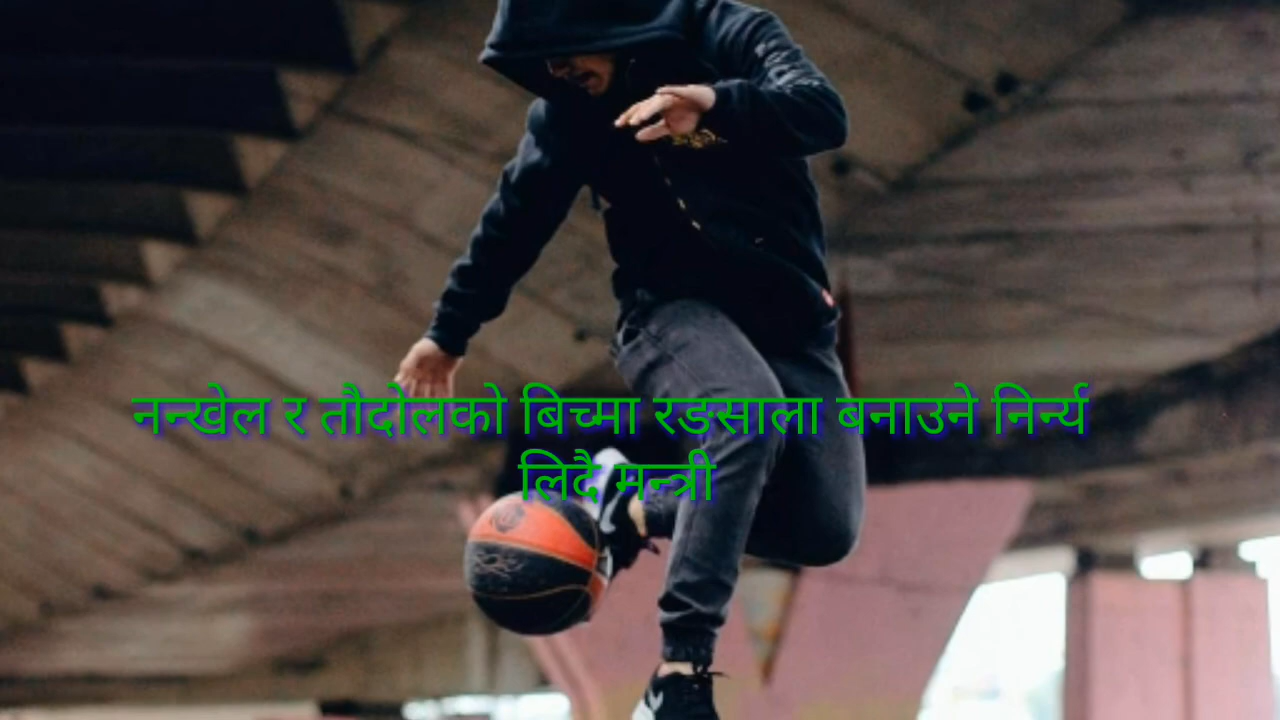 नन्खेल र तौदोलको बिच्मा रङसाला बनाउने निर्न्य
लिदै मन्त्री